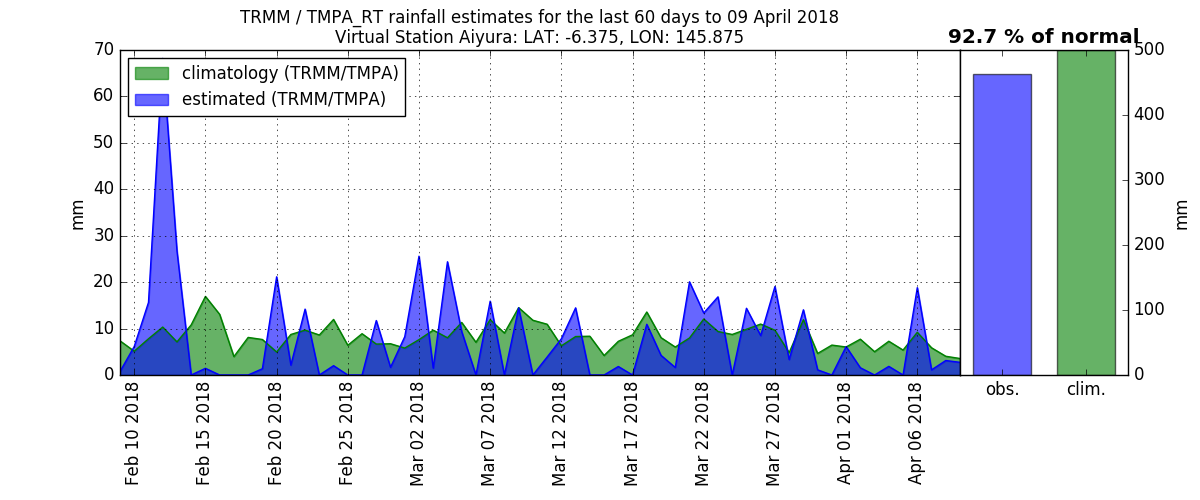 TRMM / TMPA_RT rainfall estimates for the last 60 days to 09 April 2018
Virtual Station Aiyura: LAT: -6.375, LON: 145.875
92.7 % of normal
climatology (TRMM/TMPA)
estimated (TRMM/TMPA)
70
60
50
40
30
20
10
0
mm
500
400
300
200
100
0
mm
Feb 10 2018
Feb 15 2018
Feb 20 2018
Feb 25 2018
Mar 02 2018
Mar 07 2018
Mar 12 2018
Mar 17 2018
Mar 22 2018
Mar 27 2018
Apr 01 2018
Apr 06 2018
obs.
clim.